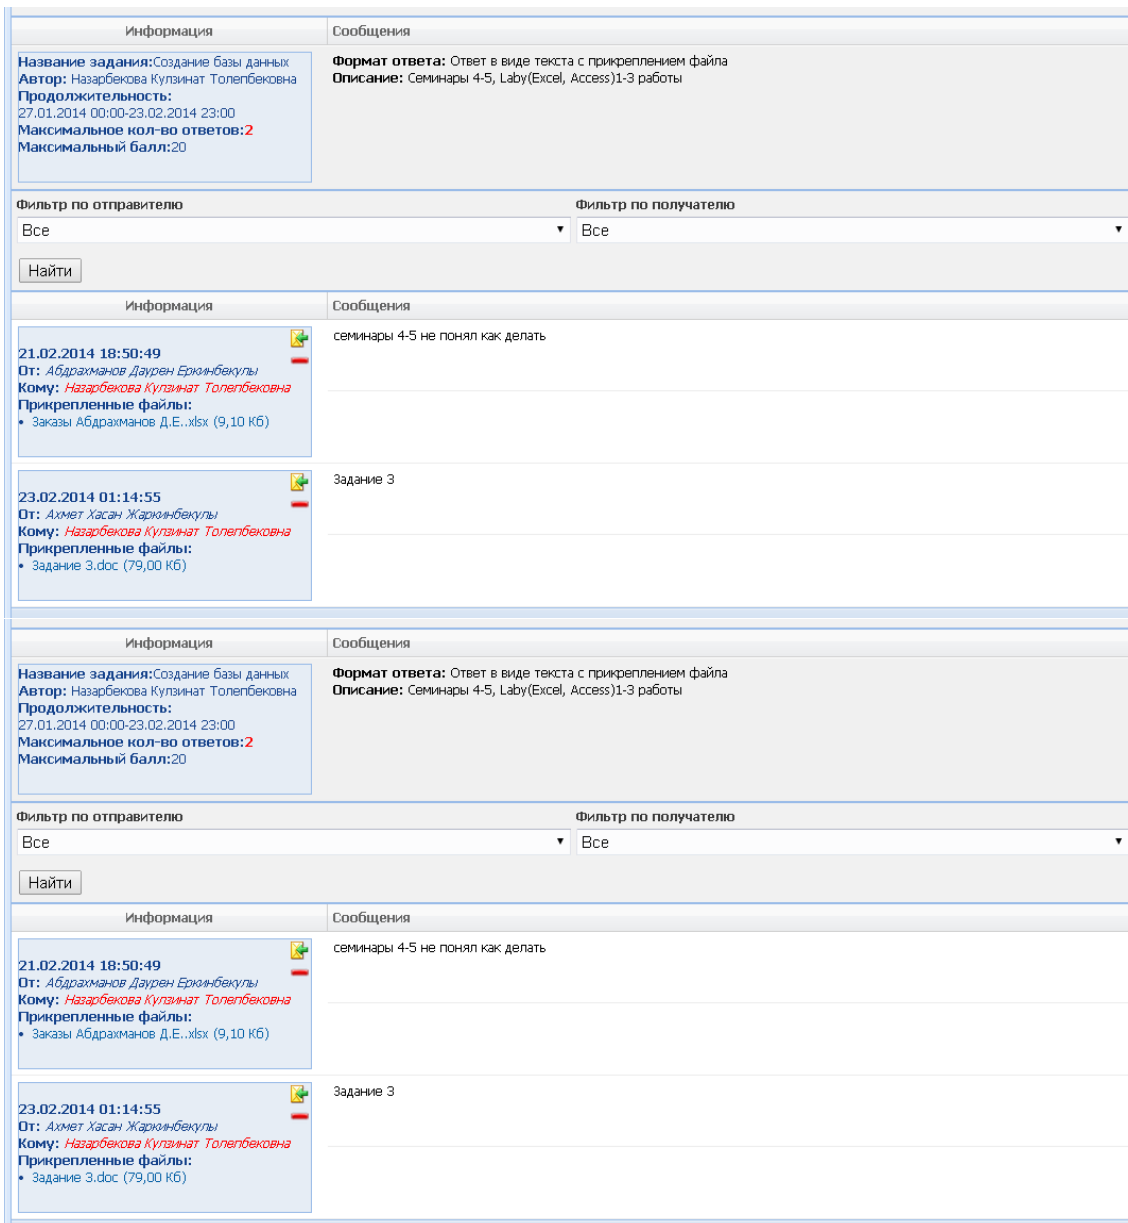 Информация Сообщения
Название задания:Создание базы данных
Автор: Назарбекова Кулзинат Толепбековна
Продолжительность:
27.01.2014 00:00-23.02.2014 23:00
Максимальное кол-во ответов:2
Максимальный балл:20
Формат ответа: Ответ в виде текста с прикреплением файла
Описание: Семинары 4-5, Laby(Excel, Access)1-3 работы
Фильтр по отправителю Фильтр по получателю
Все Все
Найти
Информация Сообщения
21.02.2014 18:50:49
От: Абдрахманов Даурен Еркинбекулы
Кому: Назарбекова Кулзинат Толепбековна
Прикрепленные файлы:
• Заказы Абдрахманов Д.Е..xlsx (9,10 Кб)
семинары 4-5 не понял как делать
23.02.2014 01:14:55
От: Ахмет Хасан Жаркинбекулы
Кому: Назарбекова Кулзинат Толепбековна
Прикрепленные файлы:
• Задание 3.doc (79,00 Кб)
Задание 3
Информация Сообщения
Название задания:Создание базы данных
Автор: Назарбекова Кулзинат Толепбековна
Продолжительность:
27.01.2014 00:00-23.02.2014 23:00
Максимальное кол-во ответов:2
Максимальный балл:20
Формат ответа: Ответ в виде текста с прикреплением файла
Описание: Семинары 4-5, Laby(Excel, Access)1-3 работы
Фильтр по отправителю Фильтр по получателю
Все Все
Найти
Информация Сообщения
21.02.2014 18:50:49
От: Абдрахманов Даурен Еркинбекулы
Кому: Назарбекова Кулзинат Толепбековна
Прикрепленные файлы:
• Заказы Абдрахманов Д.Е..xlsx (9,10 Кб)
семинары 4-5 не понял как делать
23.02.2014 01:14:55
От: Ахмет Хасан Жаркинбекулы
Кому: Назарбекова Кулзинат Толепбековна
Прикрепленные файлы:
• Задание 3.doc (79,00 Кб)
Задание 3